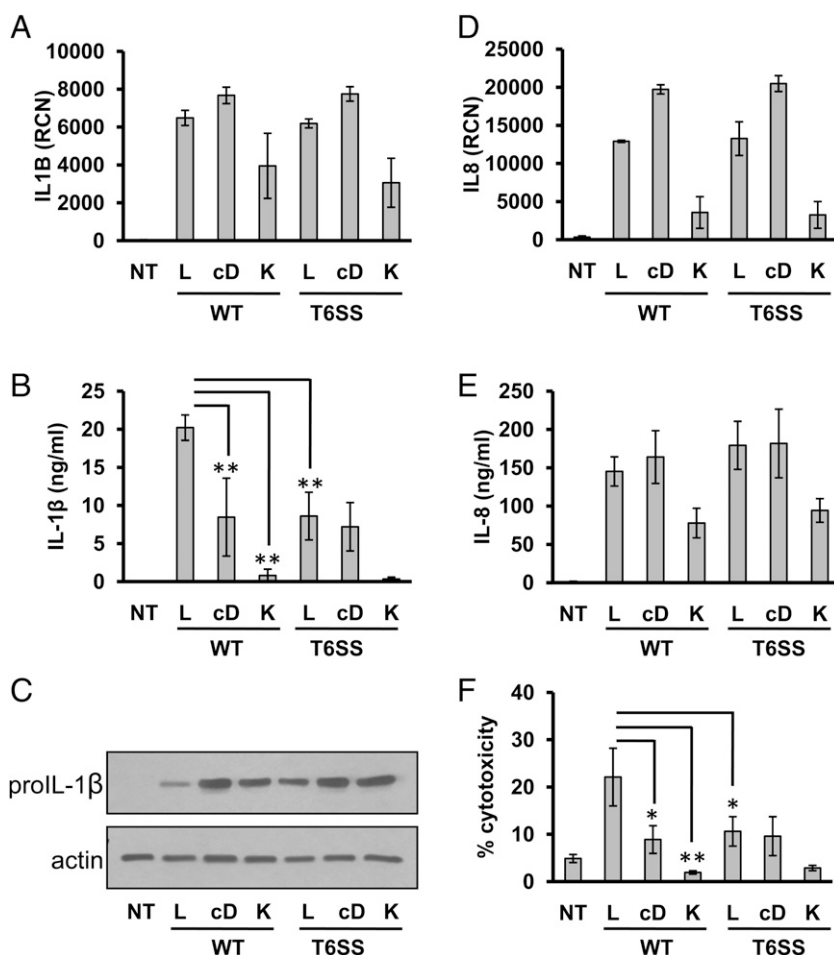 A
IL1B (RCN)
10000
8000
6000
4000
2000
0
NT L cD K L cD K
WT T6SS
D
IL8 (RCN)
25000
20000
15000
10000
5000
0
NT L cD K L cD K
WT T6SS
B
IL-1β (ng/ml)
25
20
15
10
5
0
** ** **
NT L cD K L cD K
WT T6SS
E
IL-8 (ng/ml)
250
200
150
100
50
0
NT L cD K L cD K
WT T6SS
C
proIL-1β
actin
NT L cD K L cD K
WT T6SS
F
% cytotoxicity
40
30
20
10
0
* ** *
NT L cD K L cD K
WT T6SS